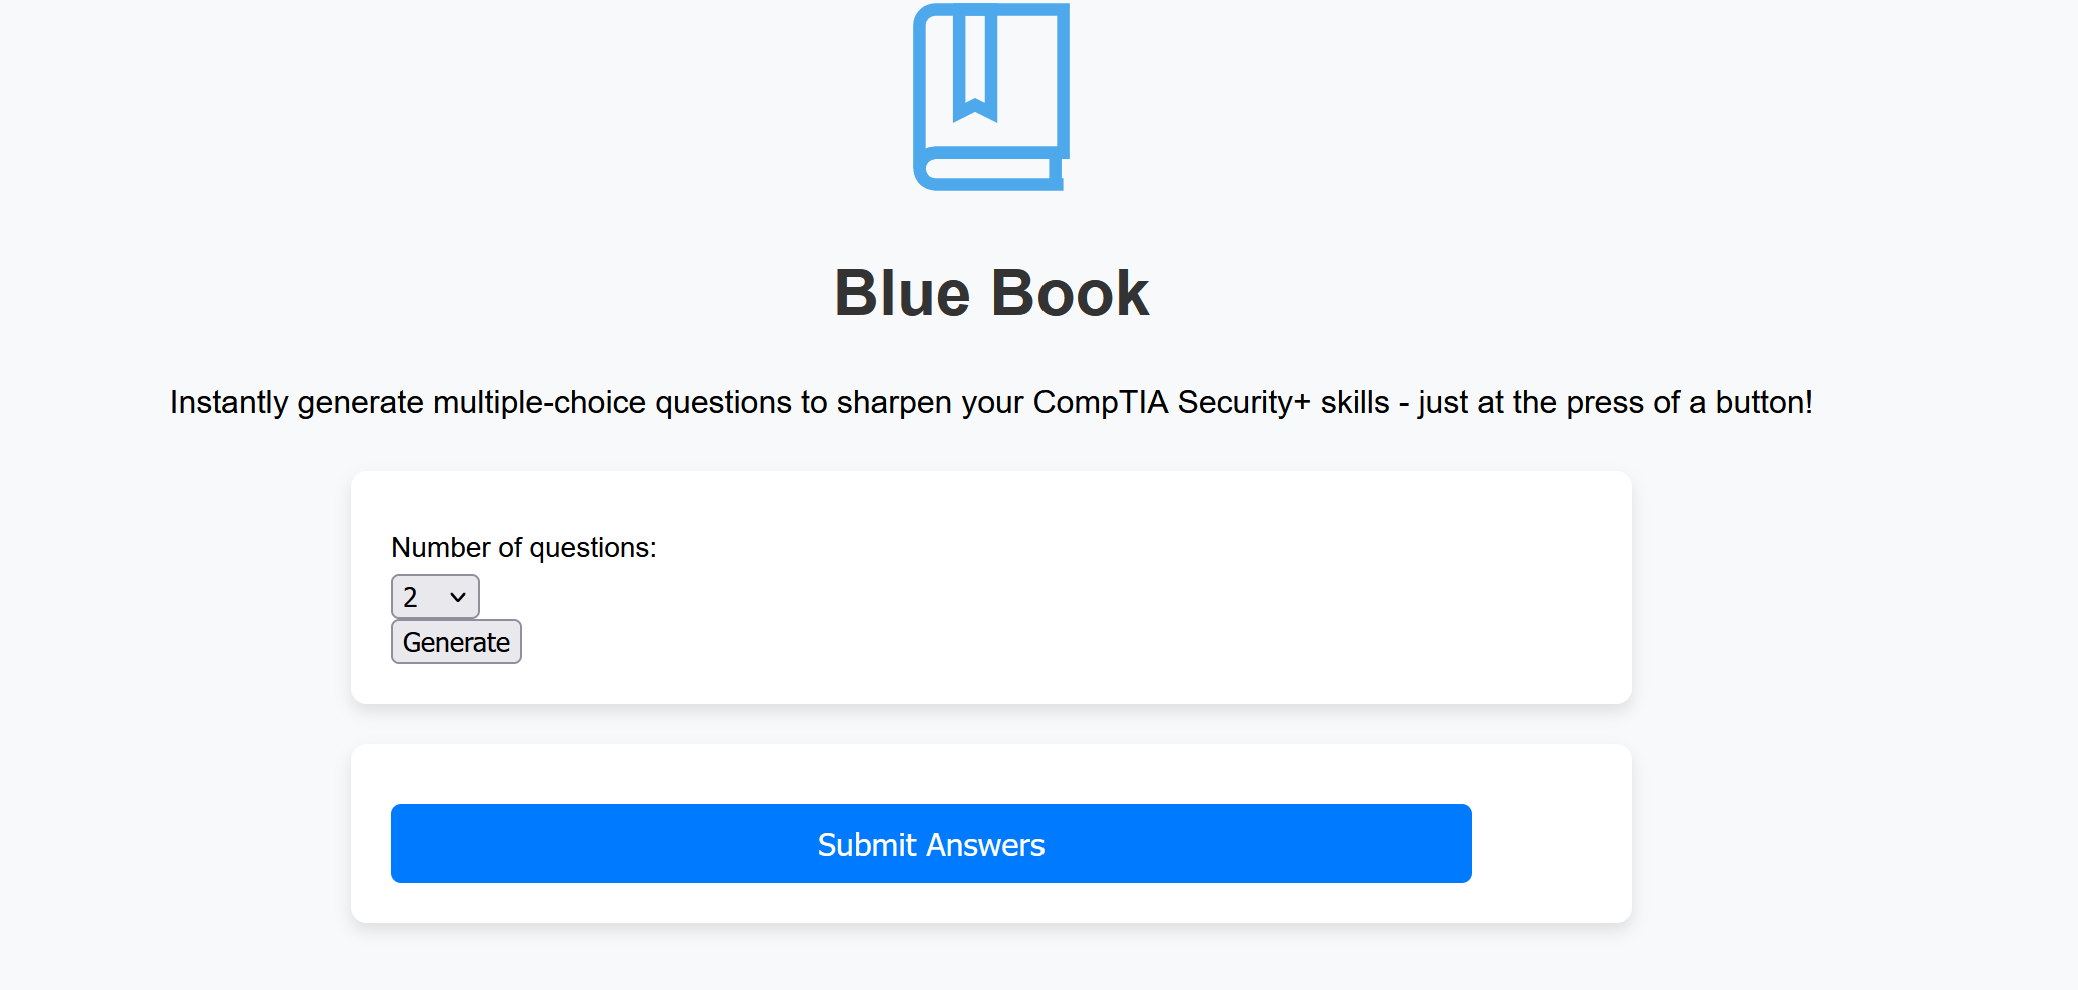 Blue Book
Instantly generate multiple-choice questions to sharpen your CompTIA Security+ skills - just at the press of a button!
Number of questions:
2
Generate
Submit Answers